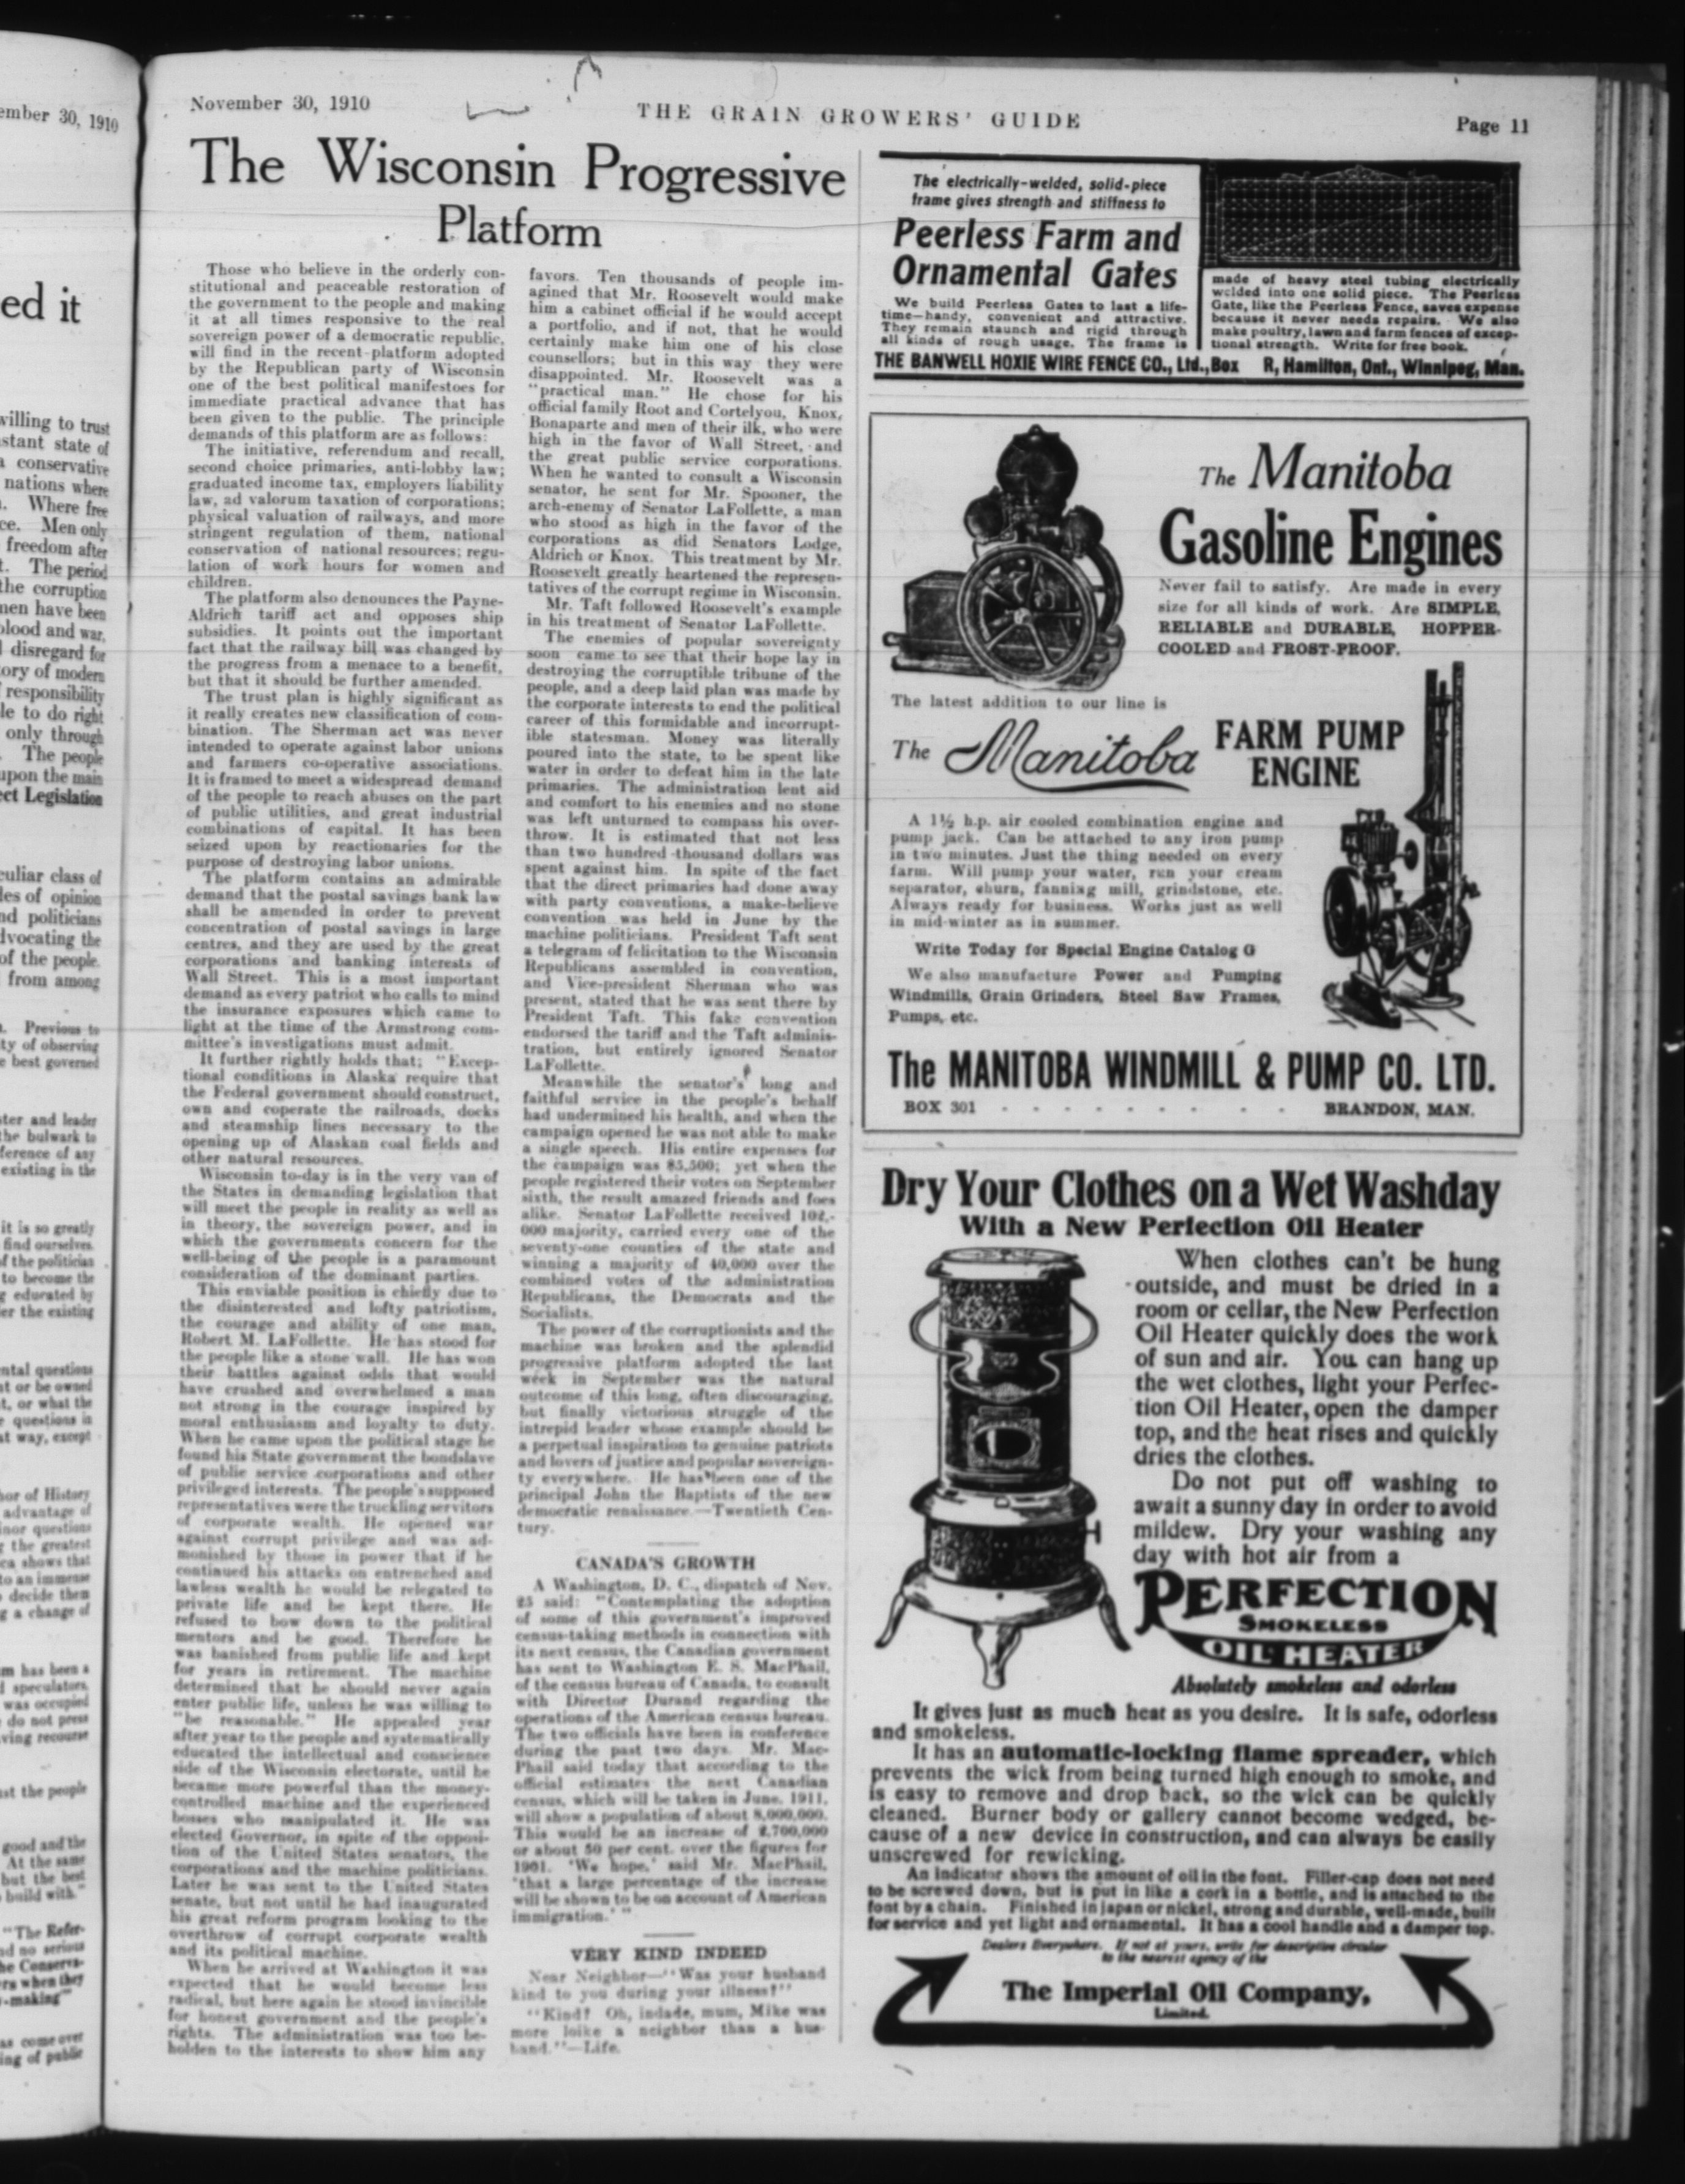 November 30, 1910
THE GRAIN GROWERS' GUIDE
Page 11
The Wisconsin Progressive
Platform
Those who believe in the orderly con-
stitutional and peaceable restoration of
the government to the people and making
it at all times responsive to the real
sovereign power of a democratic republic,
will find in the recent platform adopted
by the Republican party of Wisconsin
one of the best political manifestoes for
immediate practical advance that has
been given to the public. The principle
demands of this platform are as follows:
The initiative, referendum and recall,
second choice primaries, anti-lobby law;
graduated income tax, employers liability
law, ad valorum taxation of corporations;
physical valuation of railways, and more
stringent regulation of them, national
conservation of national resources; regu-
lation of work hours for women and
children.
The platform also denounces the Payne-
Aldrich tariff act and opposes ship
subsidies. It points out the important
fact that the railway bill was changed by
the progress from a menace to a benefit,
but that it should be further amended.
The trust plan is highly significant as
it really creates new classification of com-
bination. The Sherman act was never
intended to operate against labor unions
and farmers co-operative associations.
It is framed to meet a widespread demand
of the people to reach abuses on the part
of public utilities, and great industrial
combinations of capital. It has been
seized upon by reactionaries for the
purpose of destroying labor unions.
The platform contains an admirable
demand that the postal savings bank law
shall be amended in order to prevent
concentration of postal savings in large
centres, and they are used by the great
corporations and banking interests of
Wall Street. This is a most important
demand as every patriot who calls to mind
the insurance exposures which came to
light at the time of the Armstrong com-
mittee's investigations must admit.
It further rightly holds that; "Excep-
tional conditions in Alaska require that
the Federal government should construct,
own and coperate the railroads, docks
and steamship lines necessary to the
opening up of Alaskan coal fields and
other natural resources.
Wisconsin to-day is in the very van of
the States in demanding legislation that
will meet the people in reality as well as
in theory, the sovereign power, and in
which the governments concern for the
well-being of the people is a paramount
consideration of the dominant parties.
This enviable position is chiefly due to
the disinterested and lofty patriotism,
the courage and ability of one man,
Robert M. LaFollette. He has stood for
the people like a stone wall. He has won
their battles against odds that would
have crushed and overwhelmed a man
not strong in the courage inspired by
moral enthusiasm and loyalty to duty.
When he came upon the political stage he
found his State government the bondslave
of public service corporations and other
privileged interests. The people's supposed
representatives were the truckling servitors
of corporate wealth. He opened war
against corrupt privilege and was ad-
monished by those in power that if he
continued his attacks on entrenched and
lawless wealth he would be relegated to
private life and be kept there. He
refused to bow down to the political
mentors and be good. Therefore he
was banished from public life and kept
for years in retirement. The machine
determined that he should never again
enter public life, unless he was willing to
"be reasonable." He appealed year
after year to the people and systematically
educated the intellectual and conscience
side of the Wisconsin electorate, until he
became more powerful than the money-
controlled machine and the experienced
bosses who manipulated it. He was
elected Governor, in spite of the opposi-
tion of the United States senators, the
corporations and the machine politicians.
Later he was sent to the United States
senate, but not until he had inaugurated
his great reform program looking to the
overthrow of corrupt corporate wealth
and its political machine.
When he arrived at Washington it was
expected that he would become less
radical, but here again he stood invincible
for honest government and the people's
rights. The administration was too be-
holden to the interests to show him any
favors. Ten thousands of people im-
agined that Mr. Roosevelt would make
him a cabinet official if he would accept
a portfolio, and if not, that he would
certainly make him one of his close
counsellors; but in this way they were
disappointed. Mr. Roosevelt was a
"practical man." He chose for his
official family Root and Cortelyou, Knox,
Bonaparte and men of their ilk, who were
high in the favor of Wall Street, and
the great public service corporations.
When he wanted to consult a Wisconsin
senator, he sent for Mr. Spooner, the
arch-enemy of Senator LaFollette, a man
who stood as high in the favor of the
corporations as did Senators Lodge,
Aldrich or Knox. This treatment by Mr.
Roosevelt greatly heartened the represen-
tatives of the corrupt regime in Wisconsin.
Mr. Taft followed Roosevelt's example
in his treatment of Senator LaFollette.
The enemies of popular sovereignty
soon came to see that their hope lay in
destroying the corruptible tribune of the
people, and a deep laid plan was made by
the corporate interests to end the political
career of this formidable and incorrupt-
ible statesman. Money was literally
poured into the state, to be spent like
water in order to defeat him in the late
primaries. The administration lent aid
and comfort to his enemies and no stone
was left unturned to compass his over-
throw. It is estimated that not less
than two hundred thousand dollars was
spent against him. In spite of the fact
that the direct primaries had done away
with party conventions, a make-believe
convention was held in June by the
machine politicians. President Taft sent
a telegram of felicitation to the Wisconsin
Republicans assembled in convention,
and Vice-president Sherman who was
present, stated that he was sent there by
President Taft. This fake convention
endorsed the tariff and the Taft adminis-
tration, but entirely ignored Senator
LaFollette.
Meanwhile the senator's long and
faithful service in the people's behalf
had undermined his health, and when the
campaign opened he was not able to make
a single speech. His entire expenses for
the campaign was $5,500; yet when the
people registered their votes on September
sixth, the result amazed friends and foes
alike. Senator LaFollette received 102,-
000 majority, carried every one of the
seventy-one counties of the state and
winning a majority of 40,000 over the
combined votes of the administration
Republicans, the Democrats and the
Socialists.
The power of the corruptionists and the
machine was broken and the splendid
progressive platform adopted the last
week in September was the natural
outcome of this long, often discouraging,
but finally victorious struggle of the
intrepid leader whose example should be
a perpetual inspiration to genuine patriots
and lovers of justice and popular sovereign-
ty everywhere. He has been one of the
principal John the Baptists of the new
democratic renaissance.—Twentieth Cen-
tury.
CANADA'S GROWTH
A Washington, D. C., dispatch of Nov.
25 said: "Contemplating the adoption
of some of this government's improved
census-taking methods in connection with
its next census, the Canadian government
has sent to Washington E. S. MacPhail,
of the census bureau of Canada, to consult
with Director Durand regarding the
operations of the American census bureau.
The two officials have been in conference
during the past two days. Mr. Mac-
Phail said today that according to the
official estimates the next Canadian
census, which will be taken in June, 1911,
will show a population of about 8,000,000.
This would be an increase of 2,700,000
or about 50 per cent. over the figures for
1901. 'We hope,' said Mr. MacPhail,
'that a large percentage of the increase
will be shown to be on account of American
immigration.' "
VERY KIND INDEED
Near Neighbor—"Was your husband
kind to you during your illness?"
"Kind? Oh, indade, mum, Mike was
more loike a neighbor than a hus-
band."—Life.
The electrically-welded, solid-piece
frame gives strength and stiffness to
Peerless Farm and
Ornamental Gates
We build Peerless Gates to last a life-
time—handy, convenient and attractive.
They remain staunch and rigid through
all kinds of rough usage. The frame is
made of heavy steel tubing electrically
welded into one solid piece. The Peerless
Gate, like the Peerless Fence, saves expense
because it never needs repairs. We also
make poultry, lawn and farm fences of excep-
tional strength. Write for free book.
THE BANWELL HOXIE WIRE FENCE CO., Ltd., Box R, Hamilton, Ont., Winnipeg, Man.
The Manitoba
Gasoline Engines
Never fail to satisfy. Are made in every
size for all kinds of work. Are SIMPLE,
RELIABLE and DURABLE, HOPPER-
COOLED and FROST-PROOF.
The latest addition to our line is
The Manitoba FARM PUMP
ENGINE
A 1½ h.p. air cooled combination engine and
pump jack. Can be attached to any iron pump
in two minutes. Just the thing needed on every
farm. Will pump your water, run your cream
separator, churn, fanning mill, grindstone, etc.
Always ready for business. Works just as well
in mid-winter as in summer.
Write Today for Special Engine Catalog G
We also manufacture Power and Pumping
Windmills, Grain Grinders, Steel Saw Frames,
Pumps, etc.
The MANITOBA WINDMILL & PUMP CO. LTD.
BOX 301 - - - - - - - - - BRANDON, MAN.
Dry Your Clothes on a Wet Washday
With a New Perfection Oil Heater
When clothes can't be hung
outside, and must be dried in a
room or cellar, the New Perfection
Oil Heater quickly does the work
of sun and air. You can hang up
the wet clothes, light your Perfec-
tion Oil Heater, open the damper
top, and the heat rises and quickly
dries the clothes.
Do not put off washing to
await a sunny day in order to avoid
mildew. Dry your washing any
day with hot air from a
PERFECTION
SMOKELESS
OIL HEATER
Absolutely smokeless and odorless
It gives just as much heat as you desire. It is safe, odorless
and smokeless.
It has an automatic-locking flame spreader, which
prevents the wick from being turned high enough to smoke, and
is easy to remove and drop back, so the wick can be quickly
cleaned. Burner body or gallery cannot become wedged, be-
cause of a new device in construction, and can always be easily
unscrewed for rewicking.
An Indicator shows the amount of oil in the font. Filler-cap does not need
to be screwed down, but is put in like a cork in a bottle, and is attached to the
font by a chain. Finished in japan or nickel, strong and durable, well-made, built
for service and yet light and ornamental. It has a cool handle and a damper top.
Dealers Everywhere. If not at yours, write for descriptive circular
to the nearest agency of the
The Imperial Oil Company,
Limited.